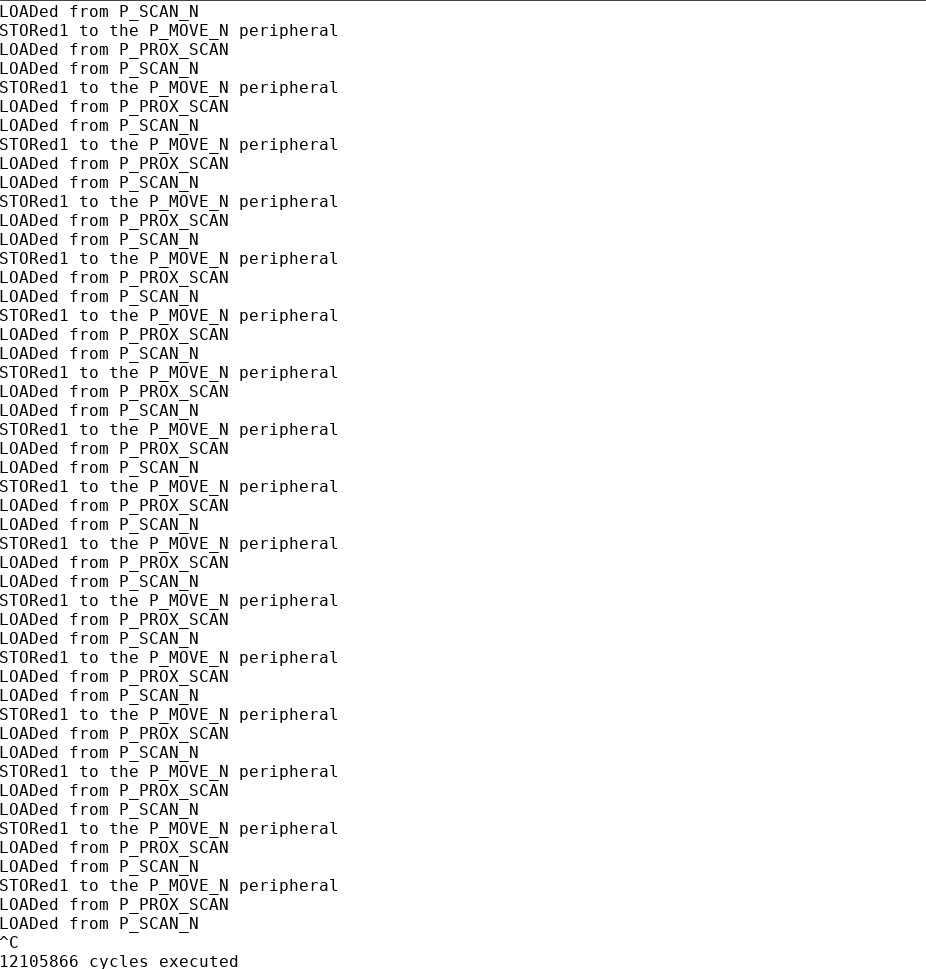 LOADed from P_SCAN_N
STORed1 to the P_MOVE_N peripheral
LOADed from P_PROX_SCAN
LOADed from P_SCAN_N
STORed1 to the P_MOVE_N peripheral
LOADed from P_PROX_SCAN
LOADed from P_SCAN_N
STORed1 to the P_MOVE_N peripheral
LOADed from P_PROX_SCAN
LOADed from P_SCAN_N
STORed1 to the P_MOVE_N peripheral
LOADed from P_PROX_SCAN
LOADed from P_SCAN_N
STORed1 to the P_MOVE_N peripheral
LOADed from P_PROX_SCAN
LOADed from P_SCAN_N
STORed1 to the P_MOVE_N peripheral
LOADed from P_PROX_SCAN
LOADed from P_SCAN_N
STORed1 to the P_MOVE_N peripheral
LOADed from P_PROX_SCAN
LOADed from P_SCAN_N
STORed1 to the P_MOVE_N peripheral
LOADed from P_PROX_SCAN
LOADed from P_SCAN_N
STORed1 to the P_MOVE_N peripheral
LOADed from P_PROX_SCAN
LOADed from P_SCAN_N
STORed1 to the P_MOVE_N peripheral
LOADed from P_PROX_SCAN
LOADed from P_SCAN_N
STORed1 to the P_MOVE_N peripheral
LOADed from P_PROX_SCAN
LOADed from P_SCAN_N
STORed1 to the P_MOVE_N peripheral
LOADed from P_PROX_SCAN
LOADed from P_SCAN_N
STORed1 to the P_MOVE_N peripheral
LOADed from P_PROX_SCAN
LOADed from P_SCAN_N
STORed1 to the P_MOVE_N peripheral
LOADed from P_PROX_SCAN
LOADed from P_SCAN_N
STORed1 to the P_MOVE_N peripheral
LOADed from P_PROX_SCAN
LOADed from P_SCAN_N
STORed1 to the P_MOVE_N peripheral
LOADed from P_PROX_SCAN
LOADed from P_SCAN_N
^C
12105866 cycles executed